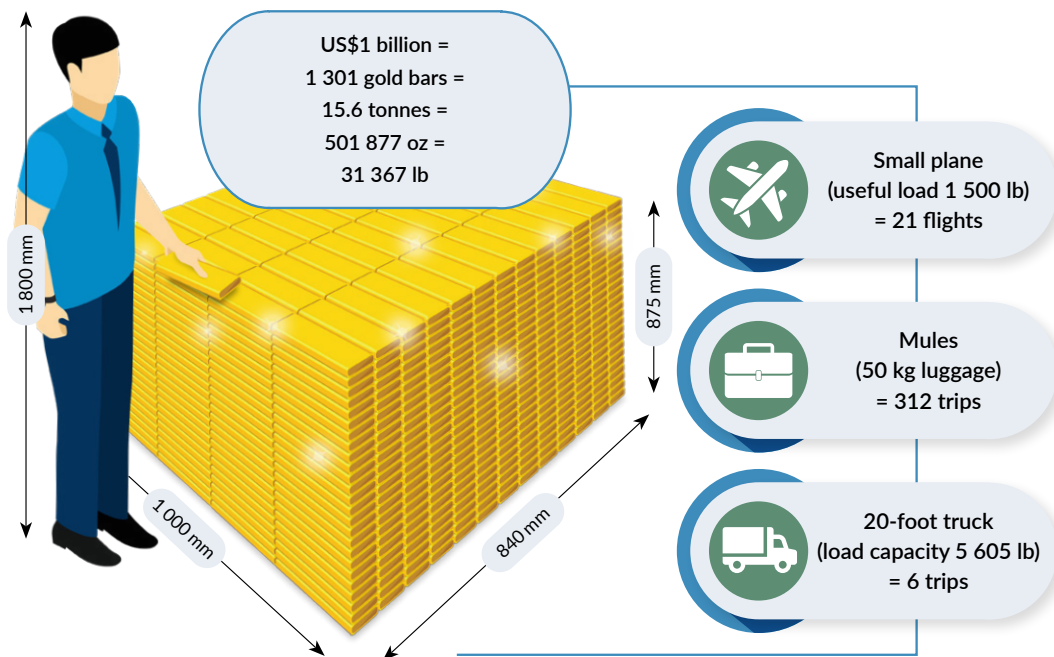 US$1 billion =
1 301 gold bars =
15.6 tonnes =
501 877 oz =
31 367 lb
1 800 mm
875 mm
1 000 mm
840 mm
Small plane
(useful load 1 500 lb)
= 21 flights
Mules
(50 kg luggage)
= 312 trips
20-foot truck
(load capacity 5 605 lb)
= 6 trips